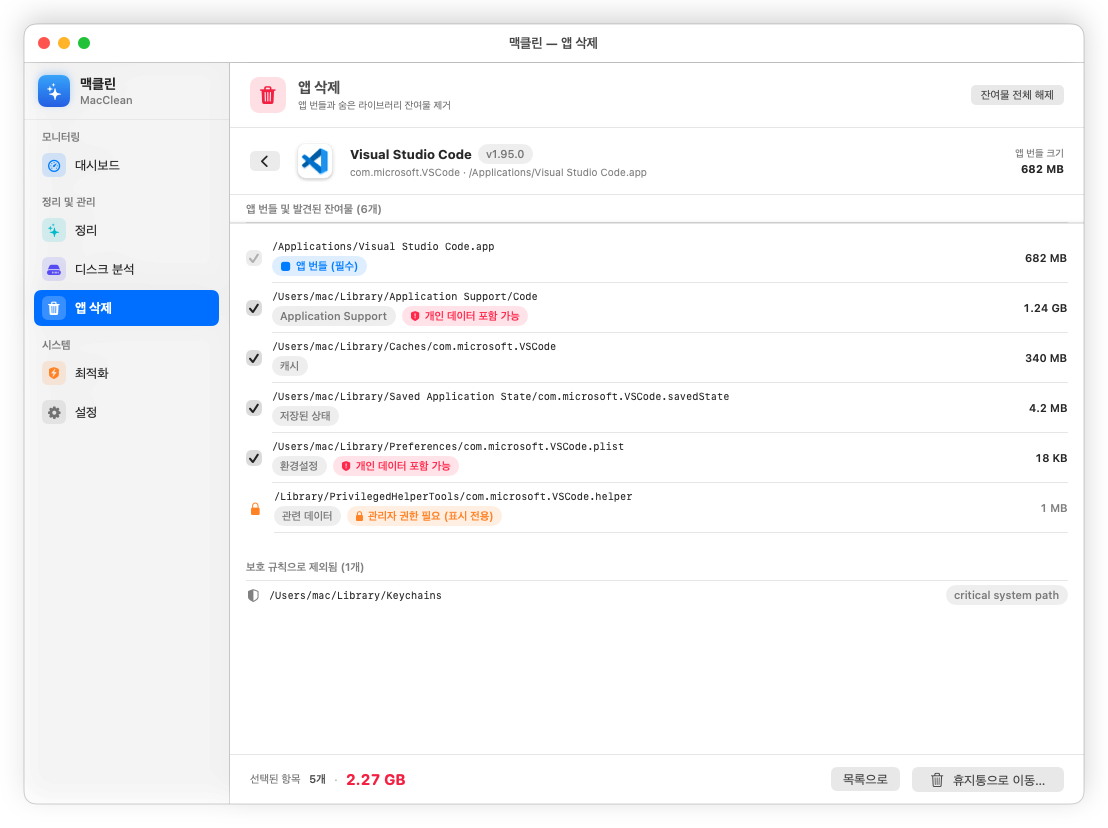 맥클린 — 앱 삭제
맥클린
MacClean
모니터링
대시보드
정리 및 관리
정리
디스크 분석
앱 삭제
시스템
최적화
설정
앱 삭제
앱 번들과 숨은 라이브러리 잔여물 제거
잔여물 전체 해제
Visual Studio Code v1.95.0
com.microsoft.VSCode · /Applications/Visual Studio Code.app
앱 번들 크기
682 MB
앱 번들 및 발견된 잔여물 (6개)
/Applications/Visual Studio Code.app
앱 번들 (필수)
682 MB
/Users/mac/Library/Application Support/Code
Application Support 개인 데이터 포함 가능
1.24 GB
/Users/mac/Library/Caches/com.microsoft.VSCode
캐시
340 MB
/Users/mac/Library/Saved Application State/com.microsoft.VSCode.savedState
저장된 상태
4.2 MB
/Users/mac/Library/Preferences/com.microsoft.VSCode.plist
환경설정 개인 데이터 포함 가능
18 KB
/Library/PrivilegedHelperTools/com.microsoft.VSCode.helper
관련 데이터 관리자 권한 필요 (표시 전용)
1 MB
보호 규칙으로 제외됨 (1개)
/Users/mac/Library/Keychains critical system path
선택된 항목 5개 · 2.27 GB
목록으로
휴지통으로 이동...